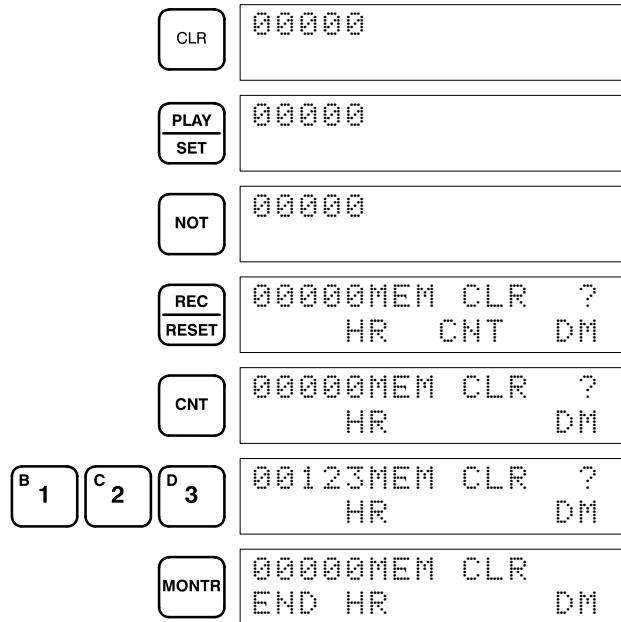 CLR
00000
PLAY
SET
00000
NOT
00000
REC
RESET
00000MEM CLR ?
HR CNT DM
CNT
00000MEM CLR ?
HR DM
B 1 C 2 D 3
00123MEM CLR ?
HR DM
MONTR
00000MEM CLR
END HR DM